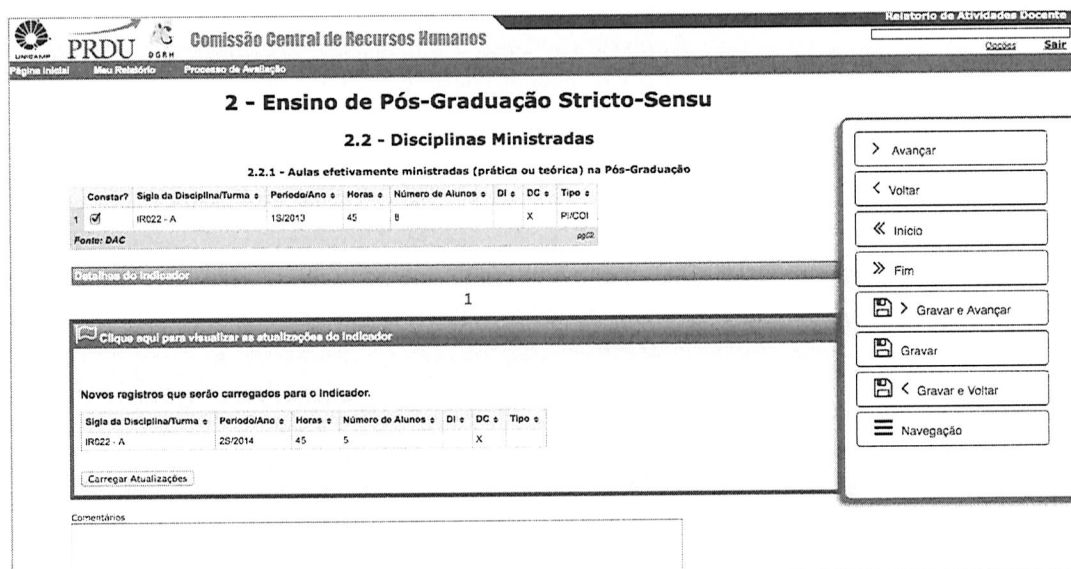 Relatorio de Atividades Docente
UNICAMP PRDU DGRH Comissão Central de Recursos Humanos
Opções Sair
Página Inicial Meu Relatório Processo de Avaliação
2 - Ensino de Pós-Graduação Stricto-Sensu
2.2 - Disciplinas Ministradas
2.2.1 - Aulas efetivamente ministradas (prática ou teórica) na Pós-Graduação
Constar? Sigla da Disciplina/Turma Período/Ano Horas Número de Alunos DI DC Tipo
1 IR022 - A 1S/2013 45 8 X PI/COI
Fonte: DAC pgC2
Detalhes do Indicador
1
Clique aqui para visualizar as atualizações do Indicador
Novos registros que serão carregados para o Indicador.
Sigla da Disciplina/Turma Período/Ano Horas Número de Alunos DI DC Tipo
IR022 - A 2S/2014 45 5 X
Carregar Atualizações
Comentários
> Avançar
< Voltar
« Inicio
» Fim
> Gravar e Avançar
Gravar
< Gravar e Voltar
Navegação